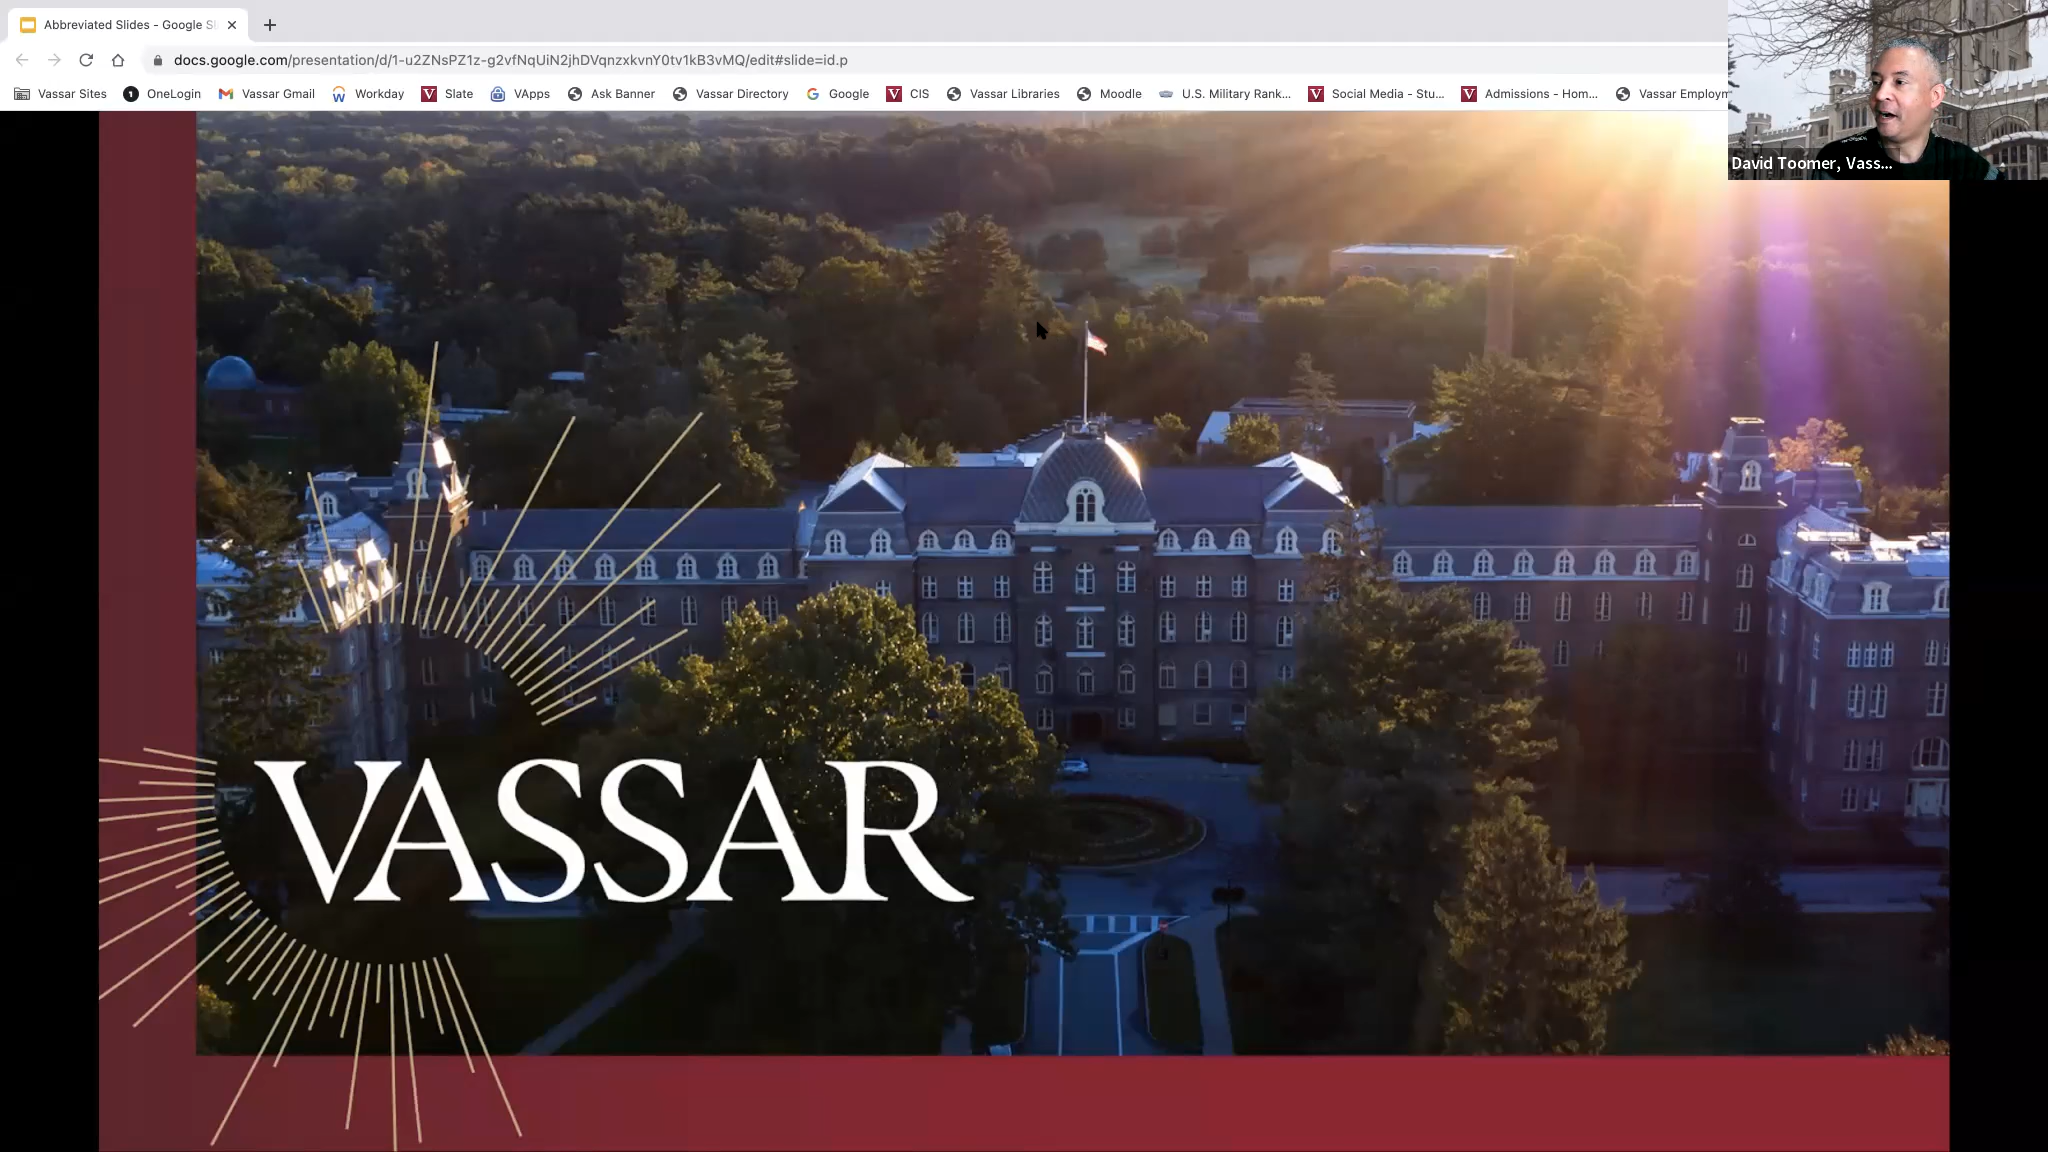 Abbreviated Slides - Google Sl
docs.google.com/presentation/d/1-u2ZNsPZ1z-g2vfNqUiN2jhDVqnzxkvnY0tv1kB3vMQ/edit#slide=id.p
Vassar Sites OneLogin Vassar Gmail Workday Slate VApps Ask Banner Vassar Directory Google CIS Vassar Libraries Moodle U.S. Military Rank... Social Media - Stu... Admissions - Hom... Vassar Employm
David Toomer, Vass...
VASSAR